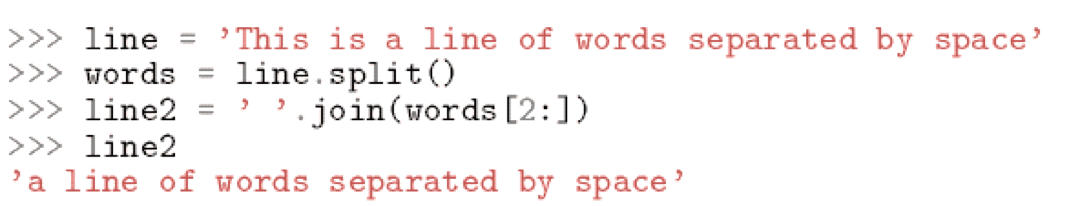 >>> line = 'This is a line of words separated by space'
>>> words = line.split()
>>> line2 = ' '.join(words[2:])
>>> line2
'a line of words separated by space'